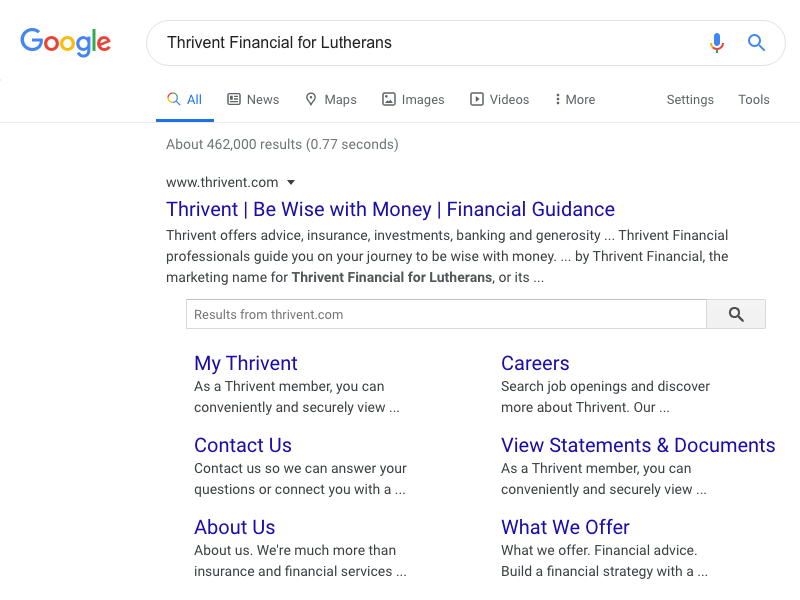 Google
Thrivent Financial for Lutherans
All News Maps Images Videos More Settings Tools
About 462,000 results (0.77 seconds)
www.thrivent.com
Thrivent | Be Wise with Money | Financial Guidance
Thrivent offers advice, insurance, investments, banking and generosity ... Thrivent Financial
professionals guide you on your journey to be wise with money. ... by Thrivent Financial, the
marketing name for Thrivent Financial for Lutherans, or its ...
Results from thrivent.com
My Thrivent
As a Thrivent member, you can
conveniently and securely view ...
Careers
Search job openings and discover
more about Thrivent. Our ...
Contact Us
Contact us so we can answer your
questions or connect you with a ...
View Statements & Documents
As a Thrivent member, you can
conveniently and securely view ...
About Us
About us. We're much more than
insurance and financial services ...
What We Offer
What we offer. Financial advice.
Build a financial strategy with a ...